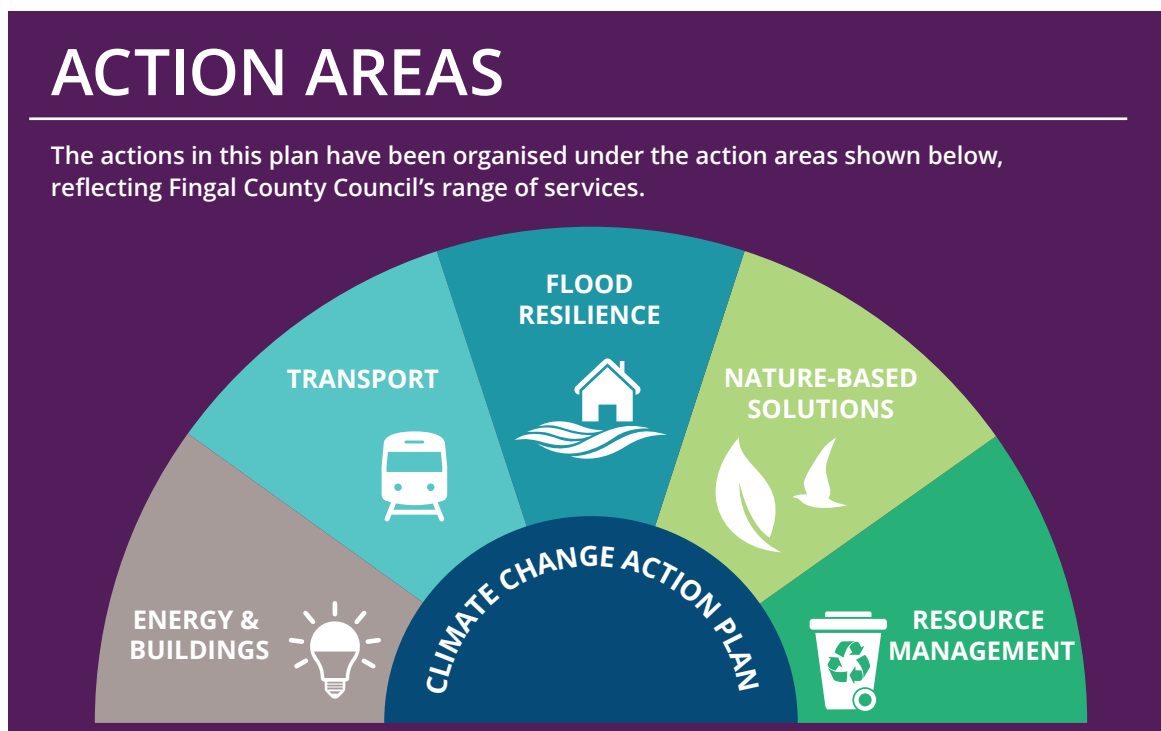 ACTION AREAS
The actions in this plan have been organised under the action areas shown below,
reflecting Fingal County Council’s range of services.
FLOOD
RESILIENCE
TRANSPORT
NATURE-BASED
SOLUTIONS
ENERGY &
BUILDINGS
RESOURCE
MANAGEMENT
CLIMATE CHANGE ACTION PLAN